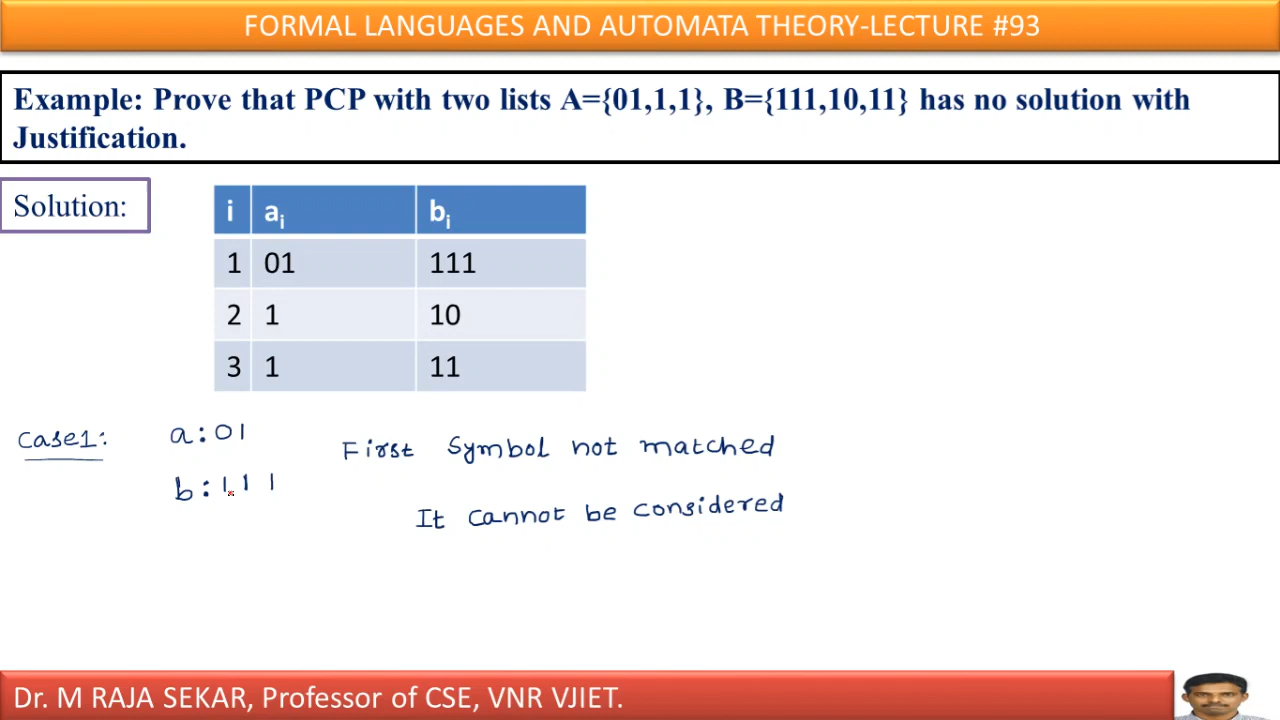 FORMAL LANGUAGES AND AUTOMATA THEORY-LECTURE #93
Example: Prove that PCP with two lists A={01,1,1}, B={111,10,11} has no solution with
Justification.
Solution:
i ai bi
1 01 111
2 1 10
3 1 11
Case1: a:01 First Symbol not matched
b:111 It cannot be considered
Dr. M RAJA SEKAR, Professor of CSE, VNR VJIET.